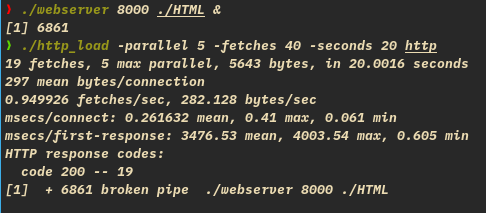 ❯ ./webserver 8000 ./HTML &
[1] 6861
❯ ./http_load -parallel 5 -fetches 40 -seconds 20 http
19 fetches, 5 max parallel, 5643 bytes, in 20.0016 seconds
297 mean bytes/connection
0.949926 fetches/sec, 282.128 bytes/sec
msecs/connect: 0.261632 mean, 0.41 max, 0.061 min
msecs/first-response: 3476.53 mean, 4003.54 max, 0.605 min
HTTP response codes:
  code 200 -- 19
[1]  + 6861 broken pipe  ./webserver 8000 ./HTML